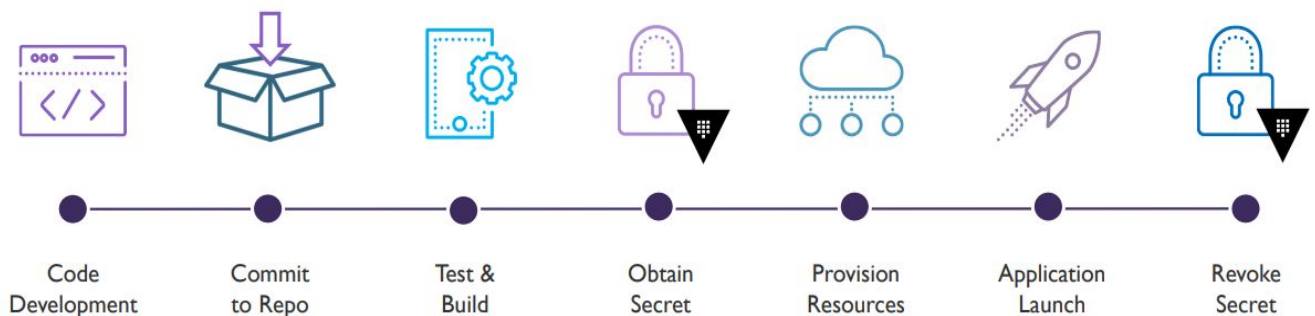 </>
Code
Development
Commit
to Repo
Test &
Build
Obtain
Secret
Provision
Resources
Application
Launch
Revoke
Secret